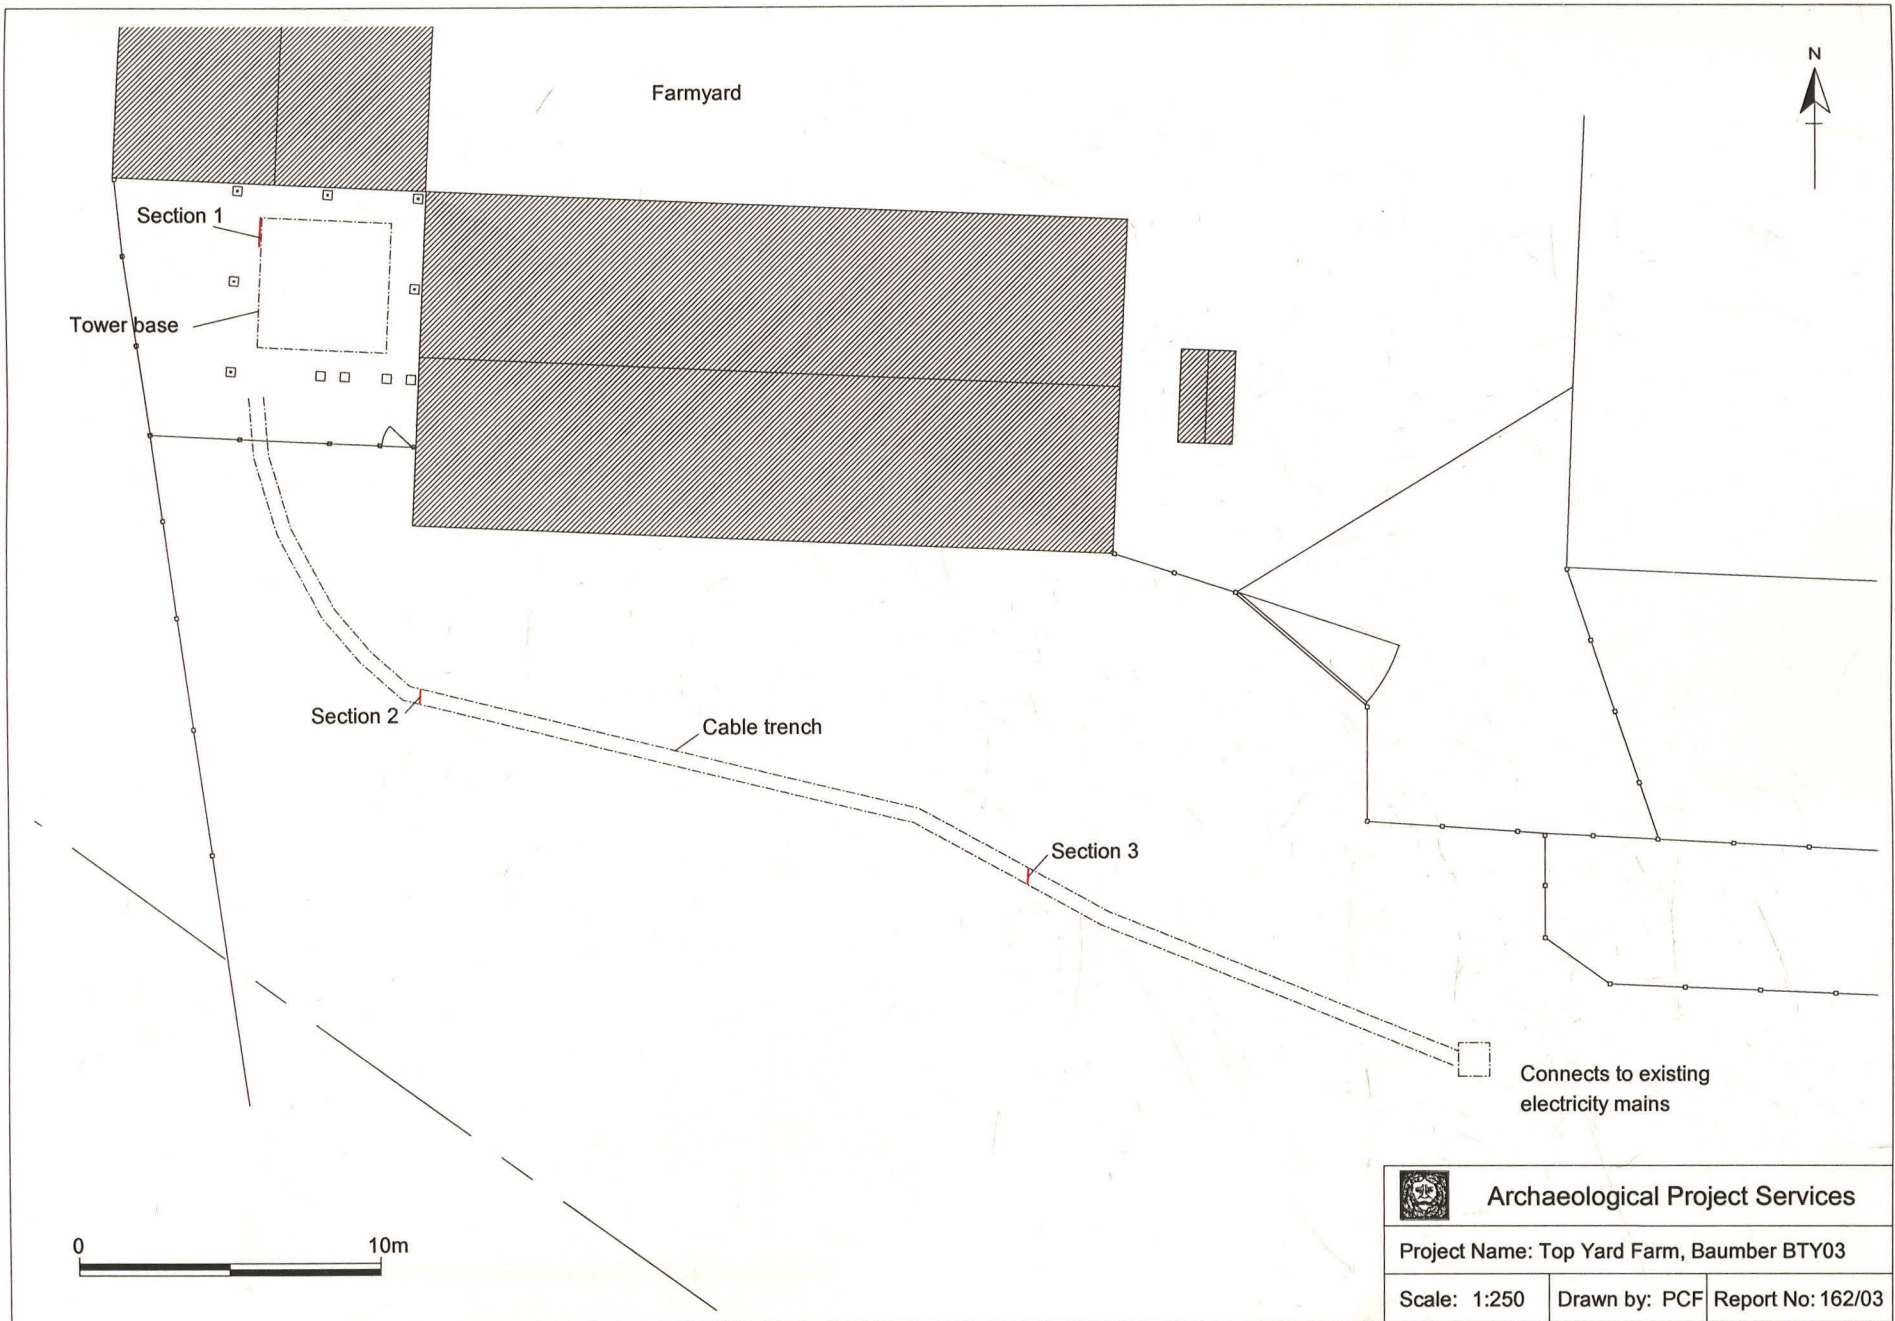 Farmyard
N
Section 1
Tower base
Section 2
Cable trench
Section 3
Connects to existing
electricity mains
0 10m
Archaeological Project Services
Project Name: Top Yard Farm, Baumber BTY03
Scale: 1:250 Drawn by: PCF Report No: 162/03